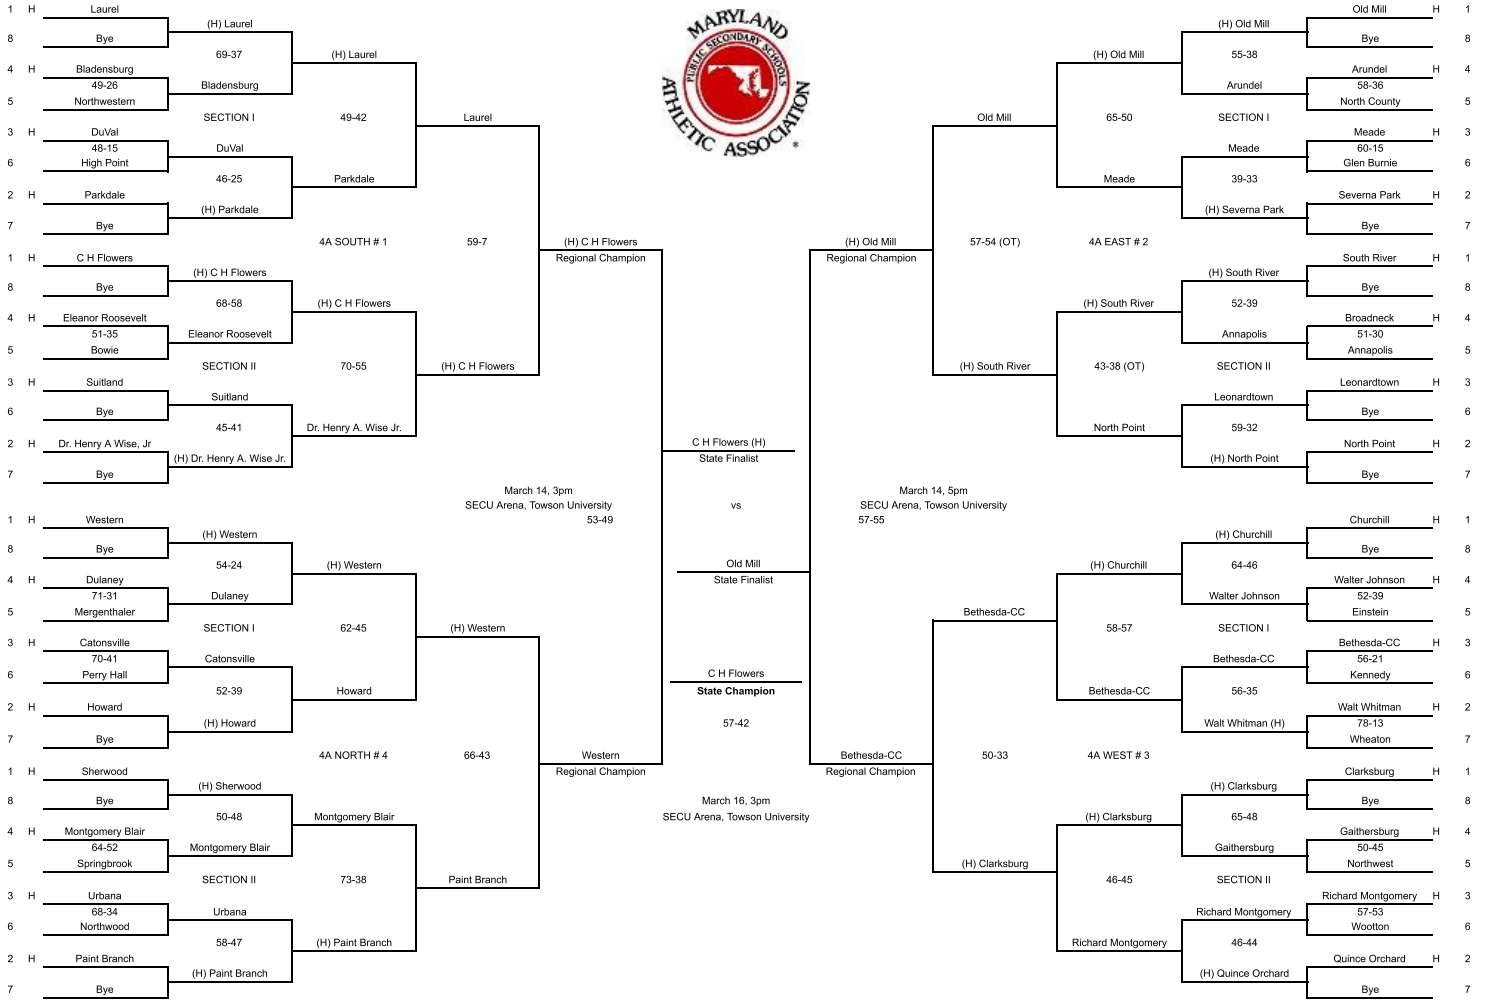 MARYLAND
PUBLIC SECONDARY SCHOOLS
ATHLETIC ASSOCIATION
®
1 H Laurel
(H) Laurel
8 Bye
69-37
(H) Laurel
4 H Bladensburg
49-26
Bladensburg
5 Northwestern
SECTION I
49-42
Laurel
3 H DuVal
48-15
DuVal
6 High Point
46-25
Parkdale
2 H Parkdale
(H) Parkdale
7 Bye
4A SOUTH # 1
59-7
(H) C H Flowers
Regional Champion
1 H C H Flowers
(H) C H Flowers
8 Bye
68-58
(H) C H Flowers
4 H Eleanor Roosevelt
51-35
Eleanor Roosevelt
5 Bowie
SECTION II
70-55
(H) C H Flowers
3 H Suitland
Suitland
6 Bye
45-41
Dr. Henry A. Wise Jr.
2 H Dr. Henry A Wise, Jr
(H) Dr. Henry A. Wise Jr.
7 Bye
March 14, 3pm
SECU Arena, Towson University
53-49
1 H Western
(H) Western
8 Bye
54-24
(H) Western
4 H Dulaney
71-31
Dulaney
5 Mergenthaler
SECTION I
62-45
(H) Western
3 H Catonsville
70-41
Catonsville
6 Perry Hall
52-39
Howard
2 H Howard
(H) Howard
7 Bye
4A NORTH # 4
66-43
Western
Regional Champion
1 H Sherwood
(H) Sherwood
8 Bye
50-48
Montgomery Blair
4 H Montgomery Blair
64-52
Montgomery Blair
5 Springbrook
SECTION II
73-38
Paint Branch
3 H Urbana
68-34
Urbana
6 Northwood
58-47
(H) Paint Branch
2 H Paint Branch
(H) Paint Branch
7 Bye
C H Flowers (H)
State Finalist
vs
Old Mill
State Finalist
C H Flowers
State Champion
57-42
March 16, 3pm
SECU Arena, Towson University
Old Mill H 1
(H) Old Mill
Bye 8
55-38
(H) Old Mill
Arundel H 4
58-36
Arundel
North County 5
SECTION I
65-50
Old Mill
Meade H 3
60-15
Meade
Glen Burnie 6
39-33
Meade
Severna Park H 2
(H) Severna Park
Bye 7
4A EAST # 2
57-54 (OT)
(H) Old Mill
Regional Champion
South River H 1
(H) South River
Bye 8
52-39
(H) South River
Broadneck H 4
51-30
Annapolis
Annapolis 5
SECTION II
43-38 (OT)
(H) South River
Leonardtown H 3
Leonardtown
Bye 6
59-32
North Point
North Point H 2
(H) North Point
Bye 7
March 14, 5pm
SECU Arena, Towson University
57-55
Churchill H 1
(H) Churchill
Bye 8
64-46
(H) Churchill
Walter Johnson H 4
52-39
Walter Johnson
Einstein 5
SECTION I
58-57
Bethesda-CC
Bethesda-CC H 3
56-21
Bethesda-CC
Kennedy 6
56-35
Bethesda-CC
Walt Whitman H 2
78-13
Walt Whitman (H)
Wheaton 7
4A WEST # 3
50-33
Bethesda-CC
Regional Champion
Clarksburg H 1
(H) Clarksburg
Bye 8
65-48
(H) Clarksburg
Gaithersburg H 4
50-45
Gaithersburg
Northwest 5
SECTION II
46-45
(H) Clarksburg
Richard Montgomery H 3
57-53
Richard Montgomery
Wootton 6
46-44
Richard Montgomery
Quince Orchard H 2
(H) Quince Orchard
Bye 7